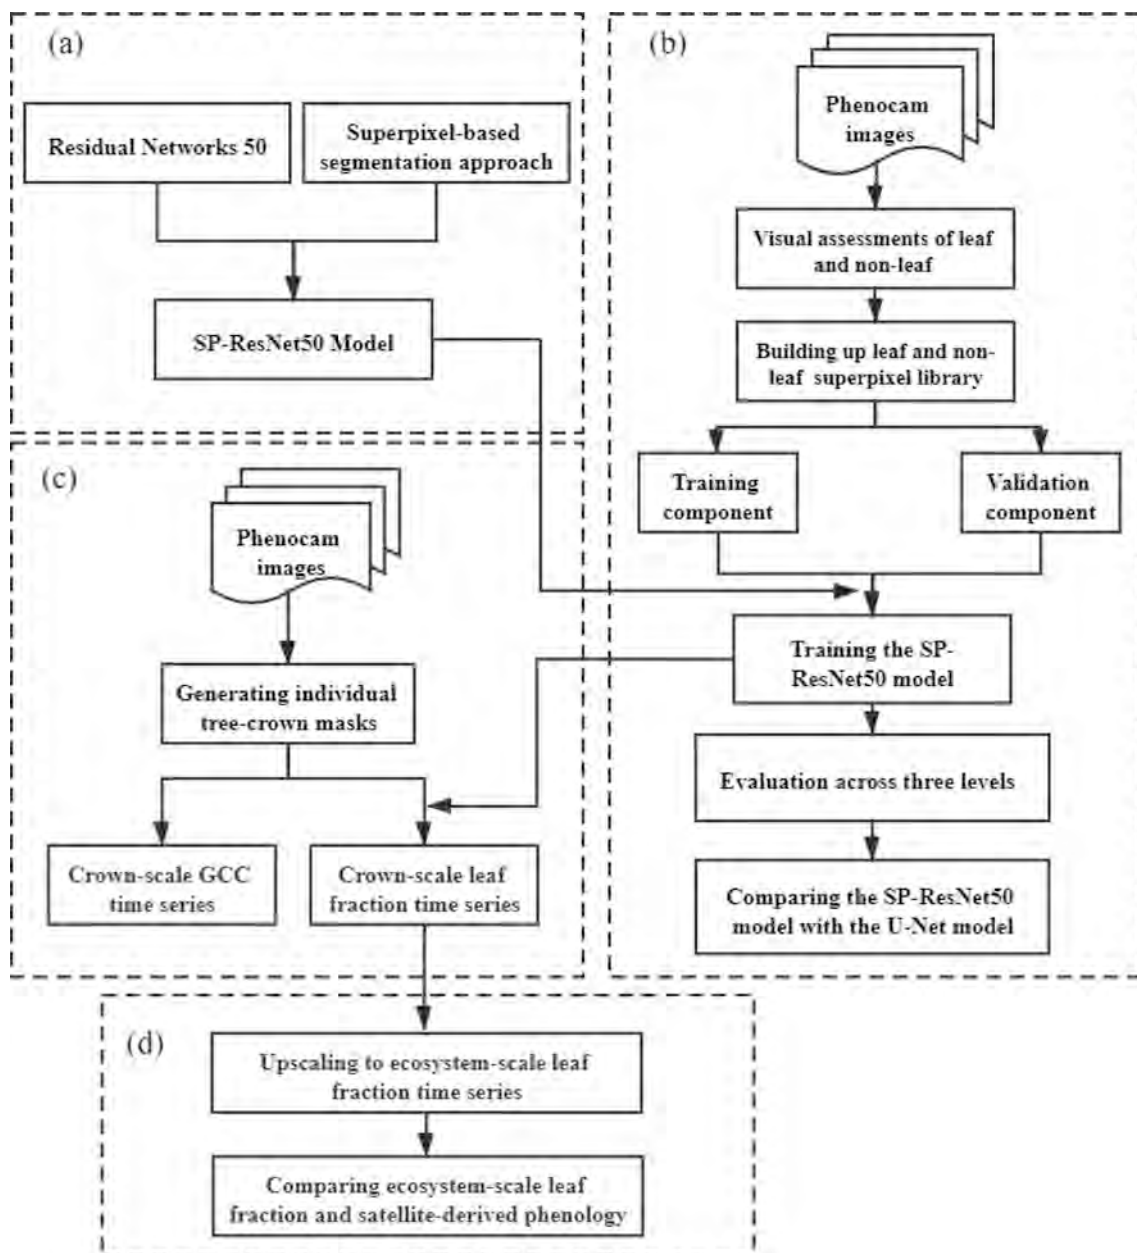 (a)
Residual Networks 50
Superpixel-based
segmentation approach
SP-ResNet50 Model
(b)
Phenocam
images
Visual assessments of leaf
and non-leaf
Building up leaf and non-
leaf superpixel library
Training
component
Validation
component
Training the SP-
ResNet50 model
Evaluation across three levels
Comparing the SP-ResNet50
model with the U-Net model
(c)
Phenocam
images
Generating individual
tree-crown masks
Crown-scale GCC
time series
Crown-scale leaf
fraction time series
(d)
Upscaling to ecosystem-scale leaf
fraction time series
Comparing ecosystem-scale leaf
fraction and satellite-derived phenology